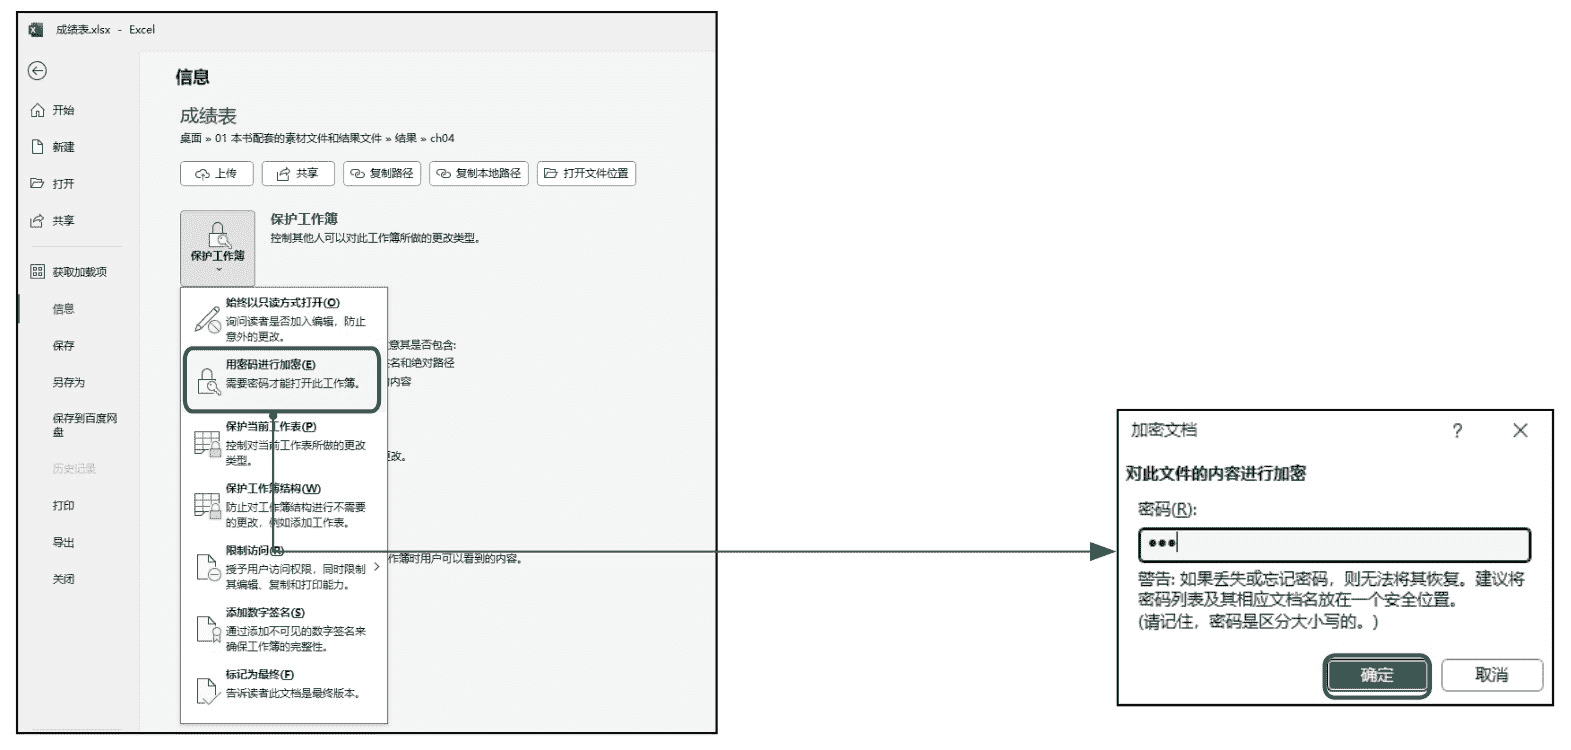 成绩表.xlsx - Excel
开始
新建
打开
共享
获取加载项
信息
保存
另存为
保存到百度网
盘
历史记录
打印
导出
关闭
信息
成绩表
桌面 » 01 本书配套的素材文件和结果文件 » 结果 » ch04
上传
共享
复制路径
复制本地路径
打开文件位置
保护工作簿
保护工作簿
控制其他人可以对此工作簿所做的更改类型。
始终以只读方式打开(O)
询问读者是否加入编辑，防止
意外的更改。
用密码进行加密(E)
需要密码才能打开此工作簿。
保护当前工作表(P)
控制对当前工作表所做的更改
类型。
保护工作簿结构(W)
防止对工作簿结构进行不需要
的更改，例如添加工作表。
限制访问(R)
授予用户访问权限，同时限制
其编辑、复制和打印能力。
添加数字签名(S)
通过添加不可见的数字签名来
确保工作簿的完整性。
标记为最终(F)
告诉读者此文档是最终版本。
意其是否包含:
名和绝对路径
内容
更改。
作簿时用户可以看到的内容。
加密文档
?
对此文件的内容进行加密
密码(R):
●●●
警告: 如果丢失或忘记密码，则无法将其恢复。建议将
密码列表及其相应文档名放在一个安全位置。
(请记住，密码是区分大小写的。)
确定
取消